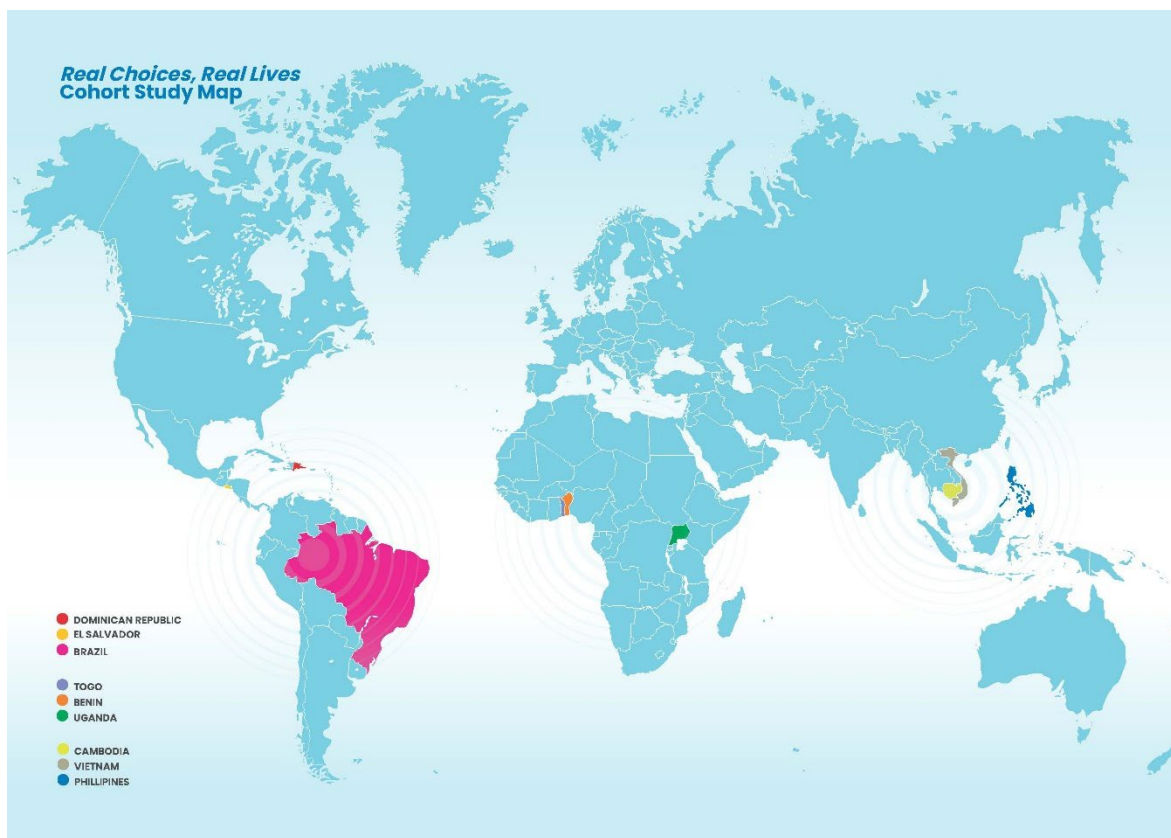 Real Choices, Real Lives
Cohort Study Map
DOMINICAN REPUBLIC
EL SALVADOR
BRAZIL
TOGO
BENIN
UGANDA
CAMBODIA
VIETNAM
PHILLIPINES